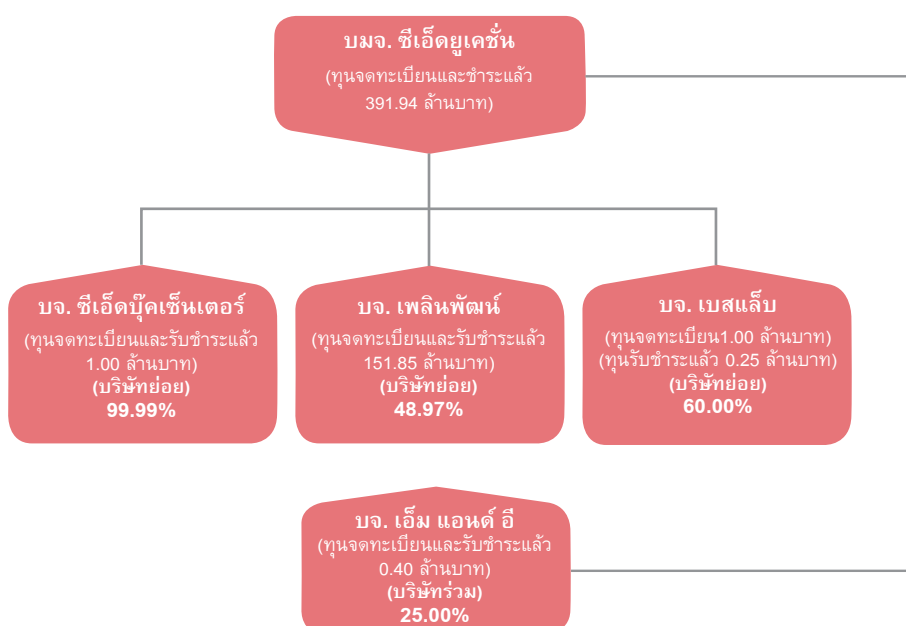 บมจ. ซีเอ็ดยูเคชั่น
(ทุนจดทะเบียนและชำระแล้ว
391.94 ล้านบาท)
บจ. ซีเอ็ดบุ๊คเซ็นเตอร์
(ทุนจดทะเบียนและรับชำระแล้ว
1.00 ล้านบาท)
(บริษัทย่อย)
99.99%
บจ. เพลินพัฒน์
(ทุนจดทะเบียนและรับชำระแล้ว
151.85 ล้านบาท)
(บริษัทย่อย)
48.97%
บจ. เบสแล็บ
(ทุนจดทะเบียน1.00 ล้านบาท)
(ทุนรับชำระแล้ว 0.25 ล้านบาท)
(บริษัทย่อย)
60.00%
บจ. เอ็ม แอนด์ อี
(ทุนจดทะเบียนและรับชำระแล้ว
0.40 ล้านบาท)
(บริษัทร่วม)
25.00%